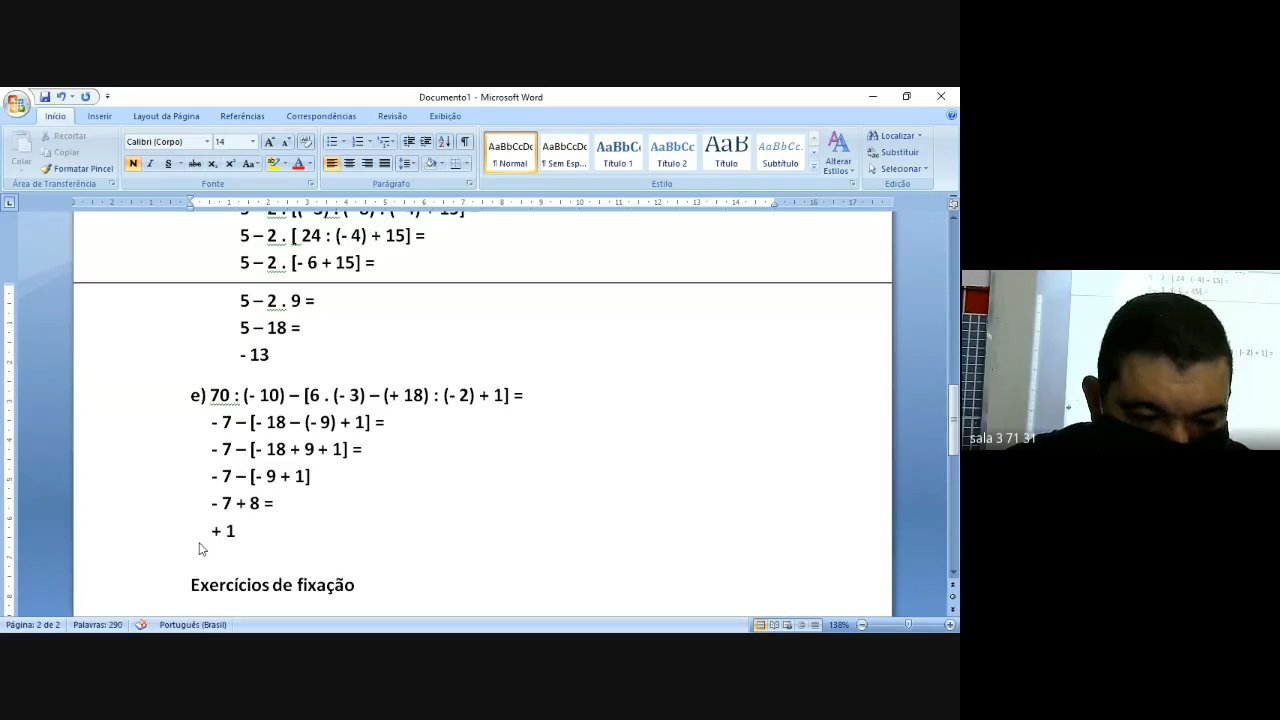 Documento1 - Microsoft Word
Início Inserir Layout da Página Referências Correspondências Revisão Exibição
Colar
Recortar
Copiar
Formatar Pincel
Área de Transferência
Calibri (Corpo) 14
N I S abc x₂ x² Aa
Fonte
Parágrafo
AaBbCcDc AaBbCcDc AaBbC AaBbCc AaB AaBbCc.
¶ Normal ¶ Sem Esp... Título 1 Título 2 Título Subtítulo
Alterar Estilos
Estilo
Localizar
Substituir
Selecionar
Edição
5 – 2 . [ 24 : (- 4) + 15] =
5 – 2 . [- 6 + 15] =
5 – 2 . 9 =
5 – 18 =
- 13
e) 70 : (- 10) – [6 . (- 3) – (+ 18) : (- 2) + 1] =
- 7 – [- 18 – (- 9) + 1] =
- 7 – [- 18 + 9 + 1] =
- 7 – [- 9 + 1]
- 7 + 8 =
+ 1
Exercícios de fixação
Página: 2 de 2 Palavras: 290 Português (Brasil) 138%
sala 3 71 31